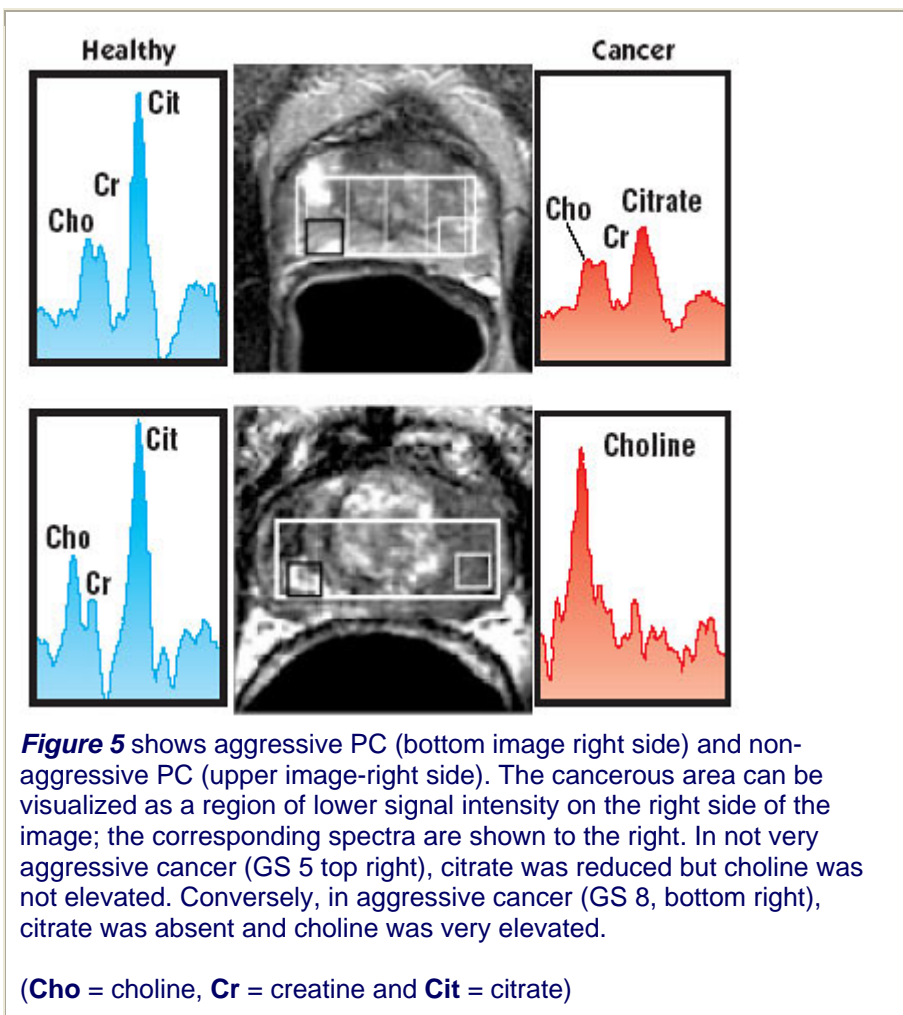 Healthy
Cancer
Cit
Cr
Cho
Cho
Citrate
Cr
Cit
Cho
Cr
Choline
Figure 5 shows aggressive PC (bottom image right side) and non-
aggressive PC (upper image-right side). The cancerous area can be
visualized as a region of lower signal intensity on the right side of the
image; the corresponding spectra are shown to the right. In not very
aggressive cancer (GS 5 top right), citrate was reduced but choline was
not elevated. Conversely, in aggressive cancer (GS 8, bottom right),
citrate was absent and choline was very elevated.
(Cho = choline, Cr = creatine and Cit = citrate)